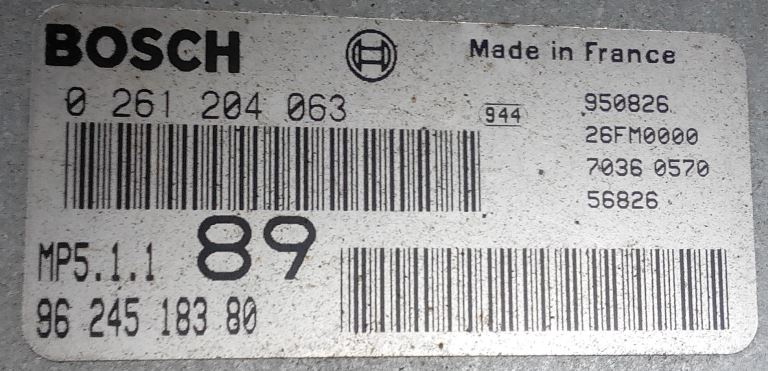 BOSCH
Made in France
0 261 204 063
944
950826
26FM0000
7036 0570
56826
MP5.1.1
89
96 245 183 80